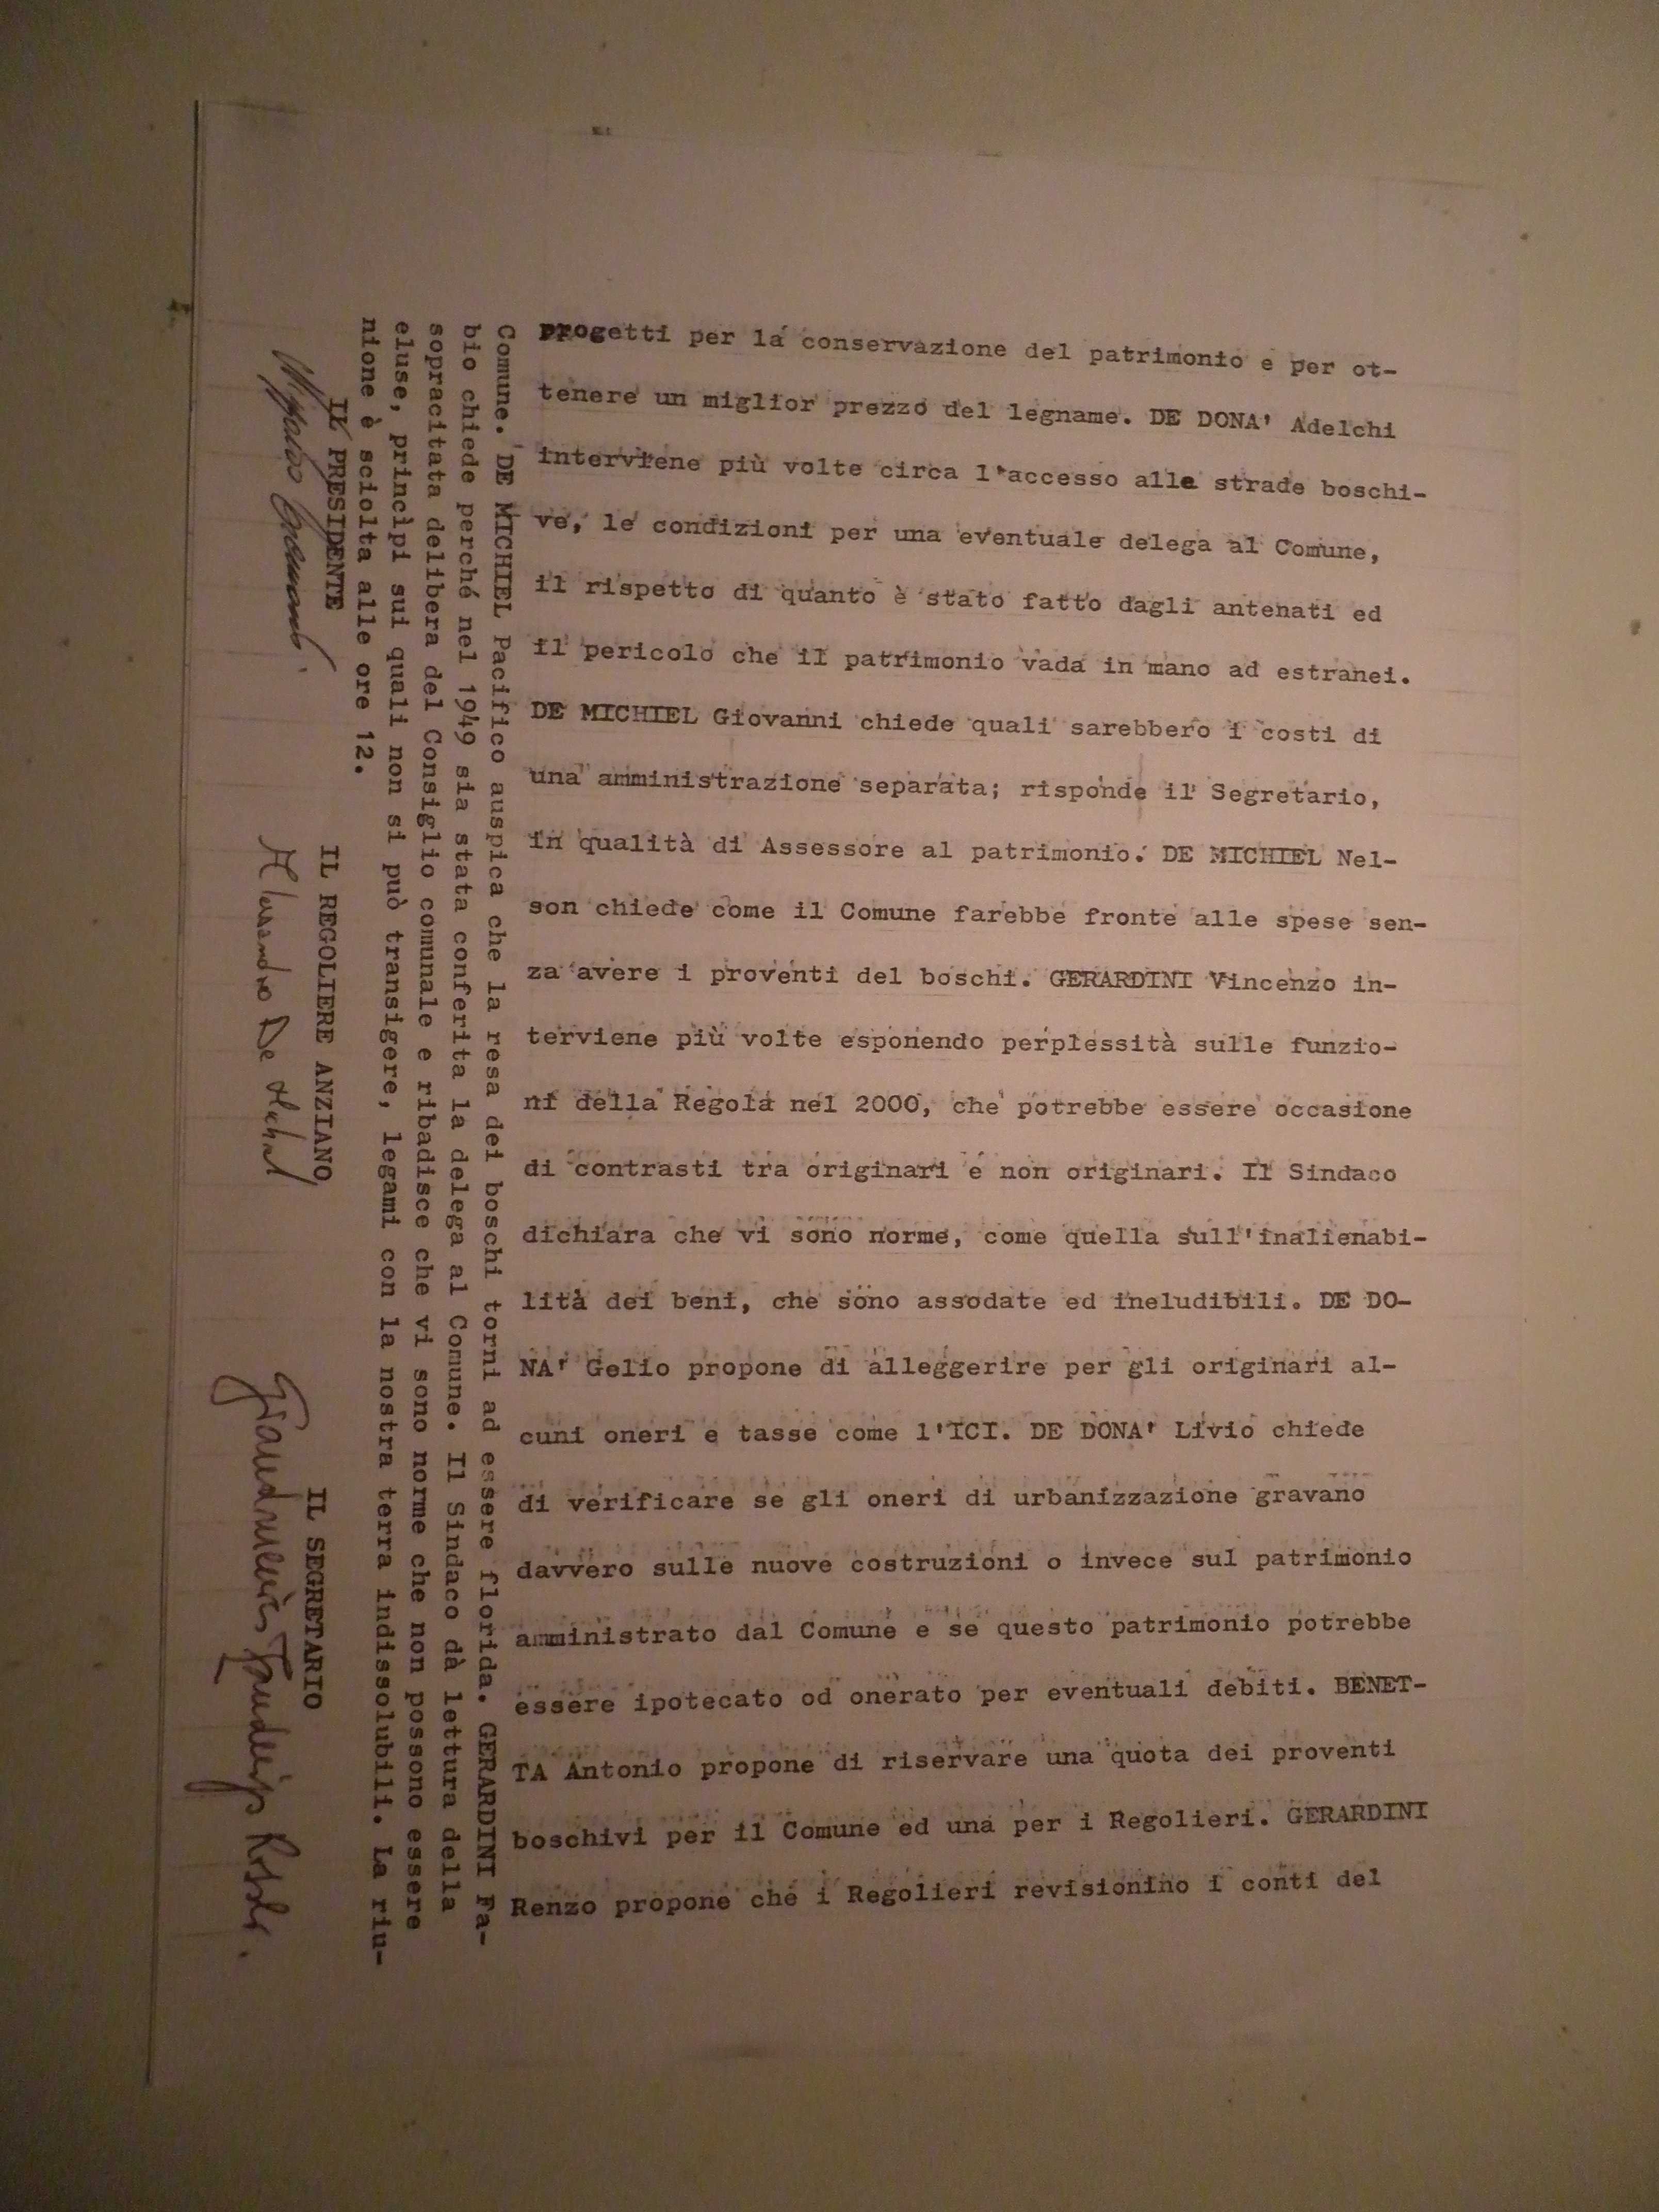 progetti per la conservazione del patrimonio e per ot-
tenere un miglior prezzo del legname. DE DONA' Adelchi
interviene più volte circa l'accesso alle strade boschi-
ve, le condizioni per una eventuale delega al Comune,
il rispetto di quanto è stato fatto dagli antenati ed
il pericolo che il patrimonio vada in mano ad estranei.
DE MICHIEL Giovanni chiede quali sarebbero i costi di
una amministrazione separata; risponde il Segretario,
in qualità di Assessore al patrimonio. DE MICHIEL Nel-
son chiede come il Comune farebbe fronte alle spese sen-
za avere i proventi del boschi. GERARDINI Vincenzo in-
terviene più volte esponendo perplessità sulle funzio-
ni della Regola nel 2000, che potrebbe essere occasione
di contrasti tra originari e non originari. Il Sindaco
dichiara che vi sono norme, come quella sull'inalienabi-
lità dei beni, che sono assodate ed ineludibili. DE DO-
NA' Gelio propone di alleggerire per gli originari al-
cuni oneri e tasse come l'ICI. DE DONA' Livio chiede
di verificare se gli oneri di urbanizzazione gravano
davvero sulle nuove costruzioni o invece sul patrimonio
amministrato dal Comune e se questo patrimonio potrebbe
essere ipotecato od onerato per eventuali debiti. BENET-
TA Antonio propone di riservare una quota dei proventi
boschivi per il Comune ed una per i Regolieri. GERARDINI
Renzo propone che i Regolieri revisionino i conti del
Comune. DE MICHIEL Pacifico auspica che la resa dei boschi torni ad essere florida. GERARDINI Fa-
bio chiede perché nel 1949 sia stata conferita la delega al Comune. Il Sindaco dà lettura della
sopracitata delibera del Consiglio comunale e ribadisce che vi sono norme che non possono essere
eluse, principi sui quali non si può transigere, legami con la nostra terra indissolubili. La riu-
nione è sciolta alle ore 12.
IL PRESIDENTE IL REGOLIERE ANZIANO IL SEGRETARIO
De